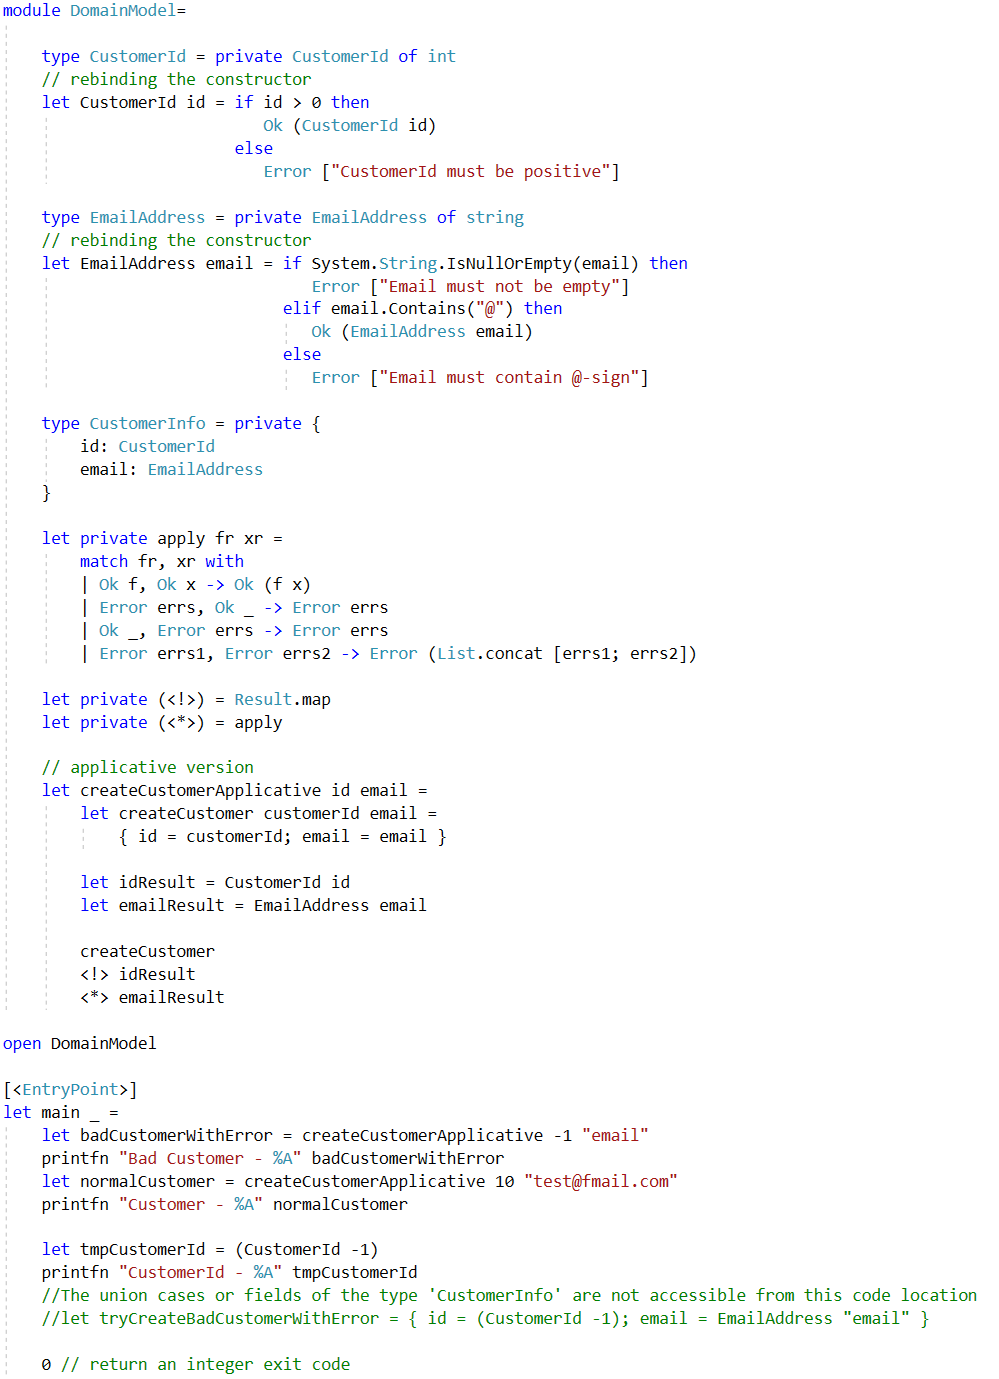 module DomainModel=
type CustomerId = private CustomerId of int
// rebinding the constructor
let CustomerId id = if id > 0 then
Ok (CustomerId id)
else
Error ["CustomerId must be positive"]
type EmailAddress = private EmailAddress of string
// rebinding the constructor
let EmailAddress email = if System.String.IsNullOrEmpty(email) then
Error ["Email must not be empty"]
elif email.Contains("@") then
Ok (EmailAddress email)
else
Error ["Email must contain @-sign"]
type CustomerInfo = private {
id: CustomerId
email: EmailAddress
}
let private apply fr xr =
match fr, xr with
| Ok f, Ok x -> Ok (f x)
| Error errs, Ok _ -> Error errs
| Ok _, Error errs -> Error errs
| Error errs1, Error errs2 -> Error (List.concat [errs1; errs2])
let private (<!>) = Result.map
let private (<*>) = apply
// applicative version
let createCustomerApplicative id email =
let createCustomer customerId email =
{ id = customerId; email = email }
let idResult = CustomerId id
let emailResult = EmailAddress email
createCustomer
<!> idResult
<*> emailResult
open DomainModel
[<EntryPoint>]
let main _ =
let badCustomerWithError = createCustomerApplicative -1 "email"
printfn "Bad Customer - %A" badCustomerWithError
let normalCustomer = createCustomerApplicative 10 "test@fmail.com"
printfn "Customer - %A" normalCustomer
let tmpCustomerId = (CustomerId -1)
printfn "CustomerId - %A" tmpCustomerId
//The union cases or fields of the type 'CustomerInfo' are not accessible from this code location
//let tryCreateBadCustomerWithError = { id = (CustomerId -1); email = EmailAddress "email" }
0 // return an integer exit code